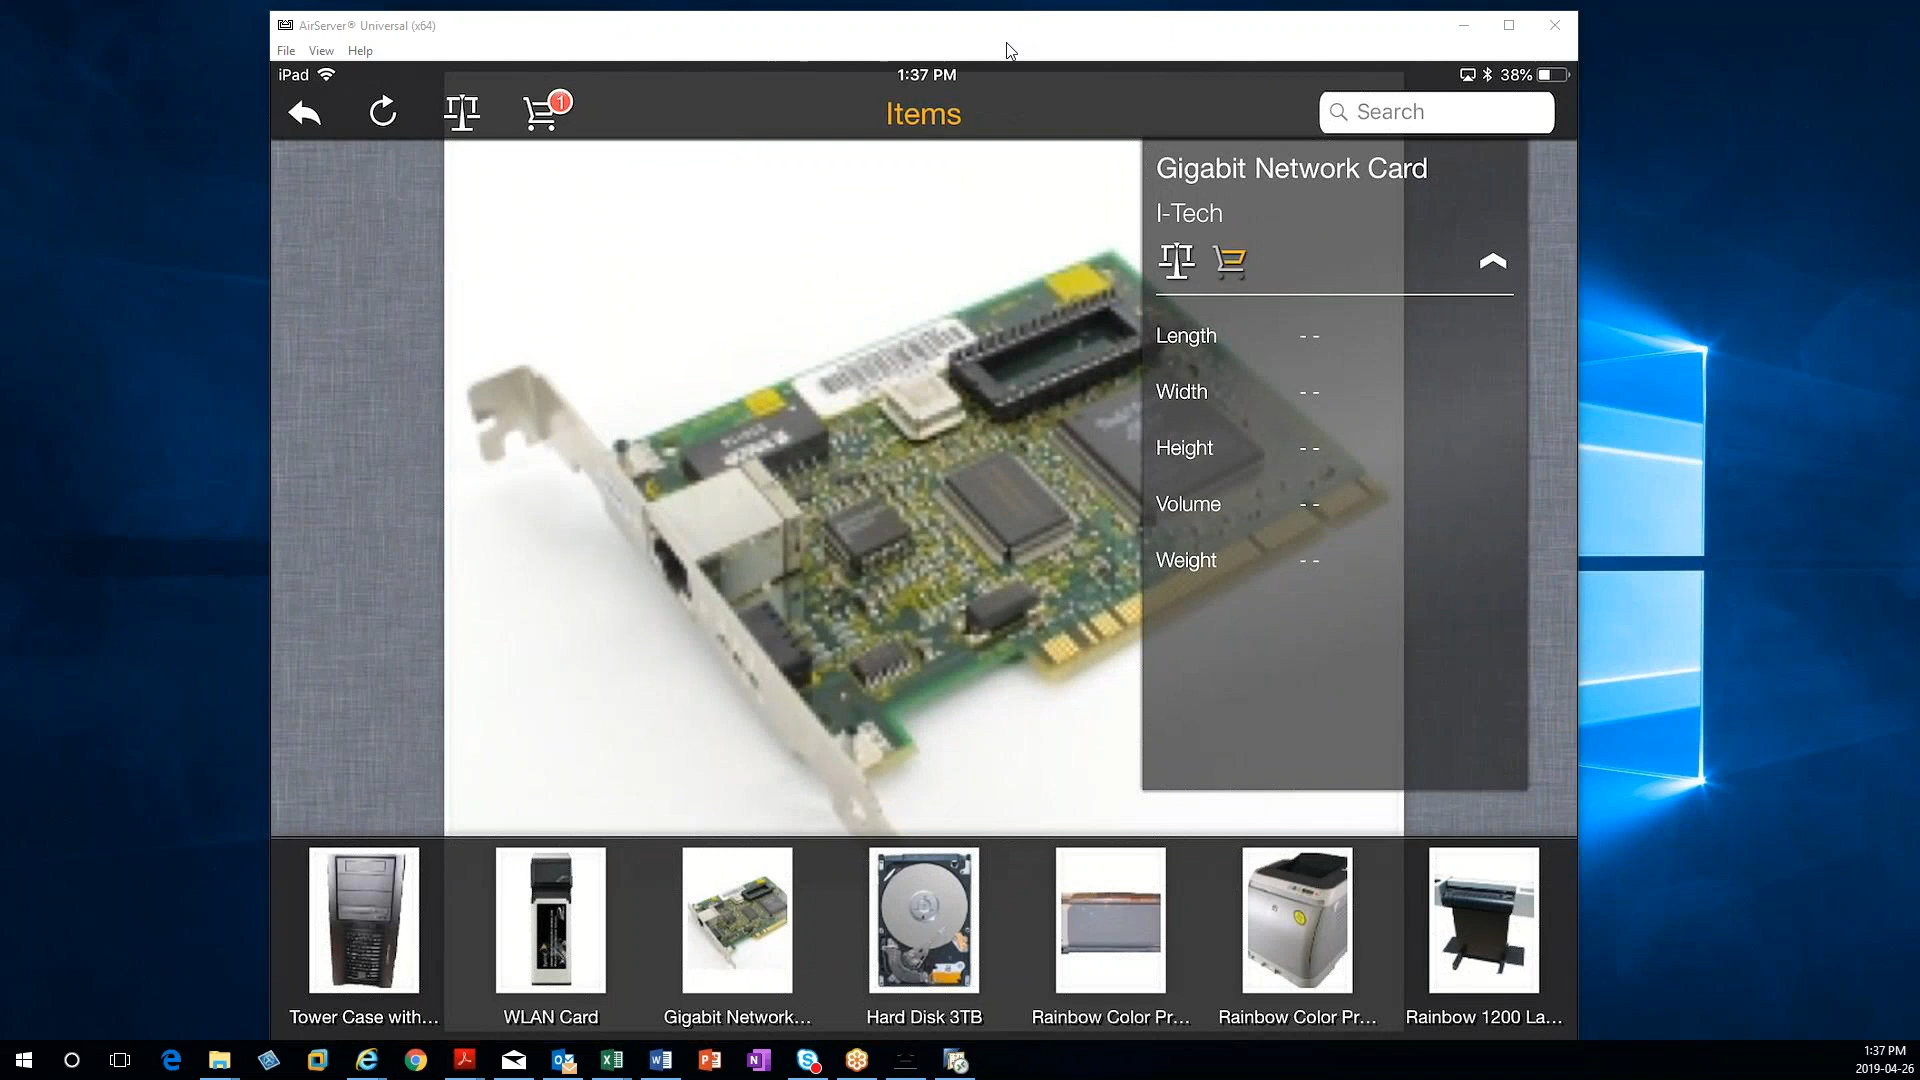 AirServer® Universal (x64)
File View Help
iPad 1:37 PM 38%
1 Items Search
Gigabit Network Card
I-Tech
Length - -
Width - -
Height - -
Volume - -
Weight - -
Tower Case with... WLAN Card Gigabit Network... Hard Disk 3TB Rainbow Color Pr... Rainbow Color Pr... Rainbow 1200 La...
1:37 PM
2019-04-26